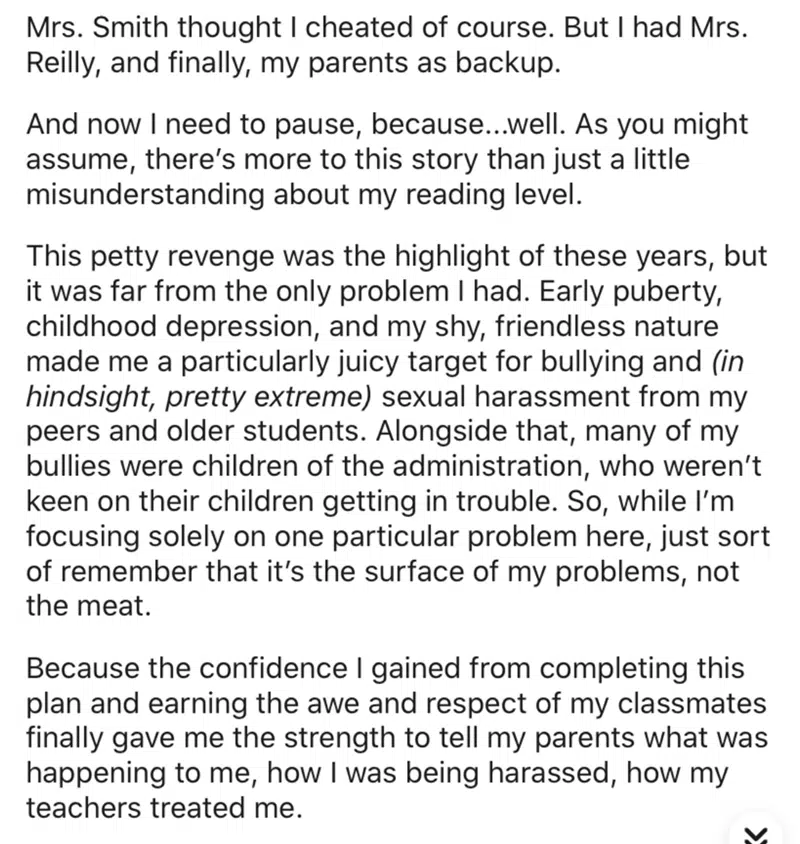 Mrs. Smith thought I cheated of course. But I had Mrs.
Reilly, and finally, my parents as backup.
And now I need to pause, because...well. As you might
assume, there's more to this story than just a little
misunderstanding about my reading level.
This petty revenge was the highlight of these years, but
it was far from the only problem I had. Early puberty,
childhood depression, and my shy, friendless nature
made me a particularly juicy target for bullying and (in
hindsight, pretty extreme) sexual harassment from my
peers and older students. Alongside that, many of my
bullies were children of the administration, who weren't
keen on their children getting in trouble. So, while I'm
focusing solely on one particular problem here, just sort
of remember that it's the surface of my problems, not
the meat.
Because the confidence I gained from completing this
plan and earning the awe and respect of my classmates
finally gave me the strength to tell my parents what was
happening to me, how I was being harassed, how my
teachers treated me.